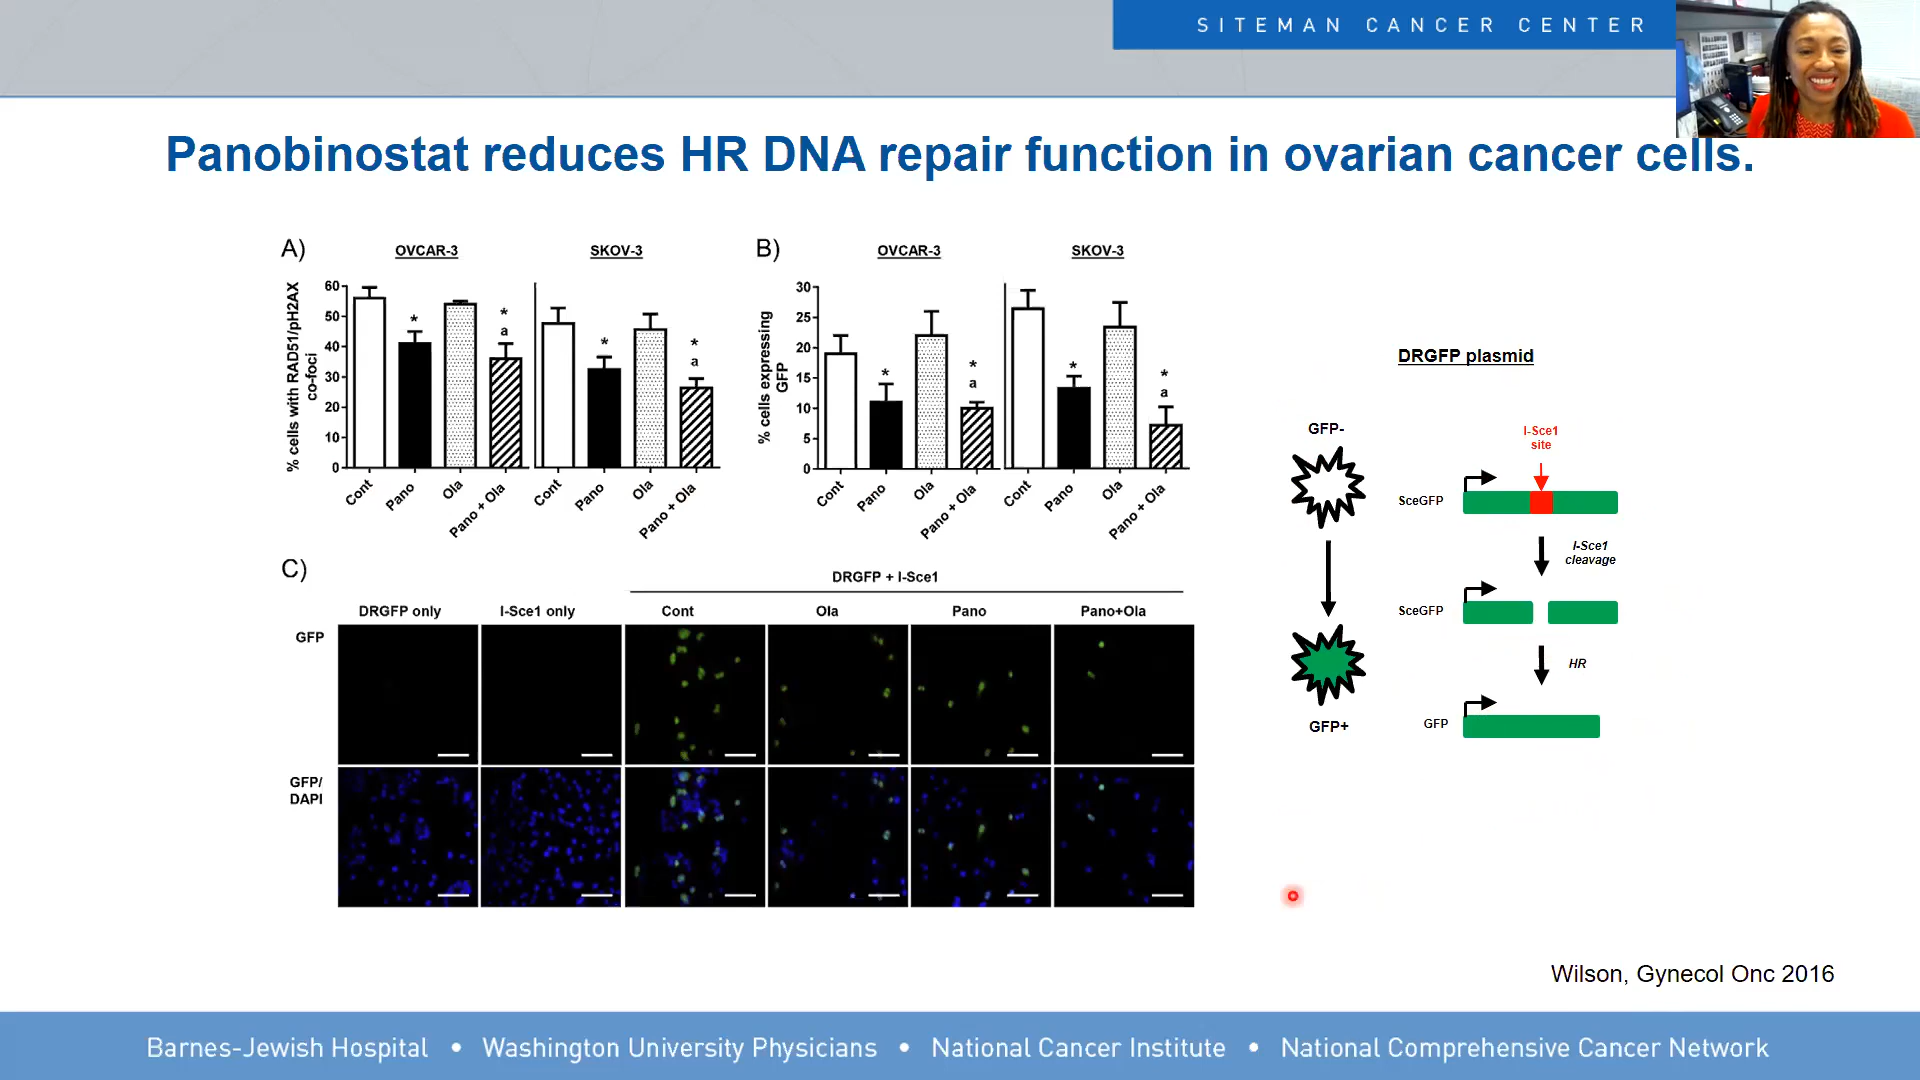 SITEMAN CANCER CENTER
Panobinostat reduces HR DNA repair function in ovarian cancer cells.
A)
OVCAR-3
SKOV-3
% cells with RAD51/pH2AX
co-foci
60
50
40
30
20
10
0
*
*
a
*
*
a
Cont
Pano
Ola
Pano + Ola
Cont
Pano
Ola
Pano + Ola
B)
OVCAR-3
SKOV-3
% cells expressing
GFP
30
25
20
15
10
5
0
*
*
a
*
*
a
Cont
Pano
Ola
Pano + Ola
Cont
Pano
Ola
Pano + Ola
C)
DRGFP + I-Sce1
DRGFP only
I-Sce1 only
Cont
Ola
Pano
Pano+Ola
GFP
GFP/
DAPI
DRGFP plasmid
GFP-
GFP+
I-Sce1
site
SceGFP
I-Sce1
cleavage
SceGFP
HR
GFP
Wilson, Gynecol Onc 2016
Barnes-Jewish Hospital • Washington University Physicians • National Cancer Institute • National Comprehensive Cancer Network